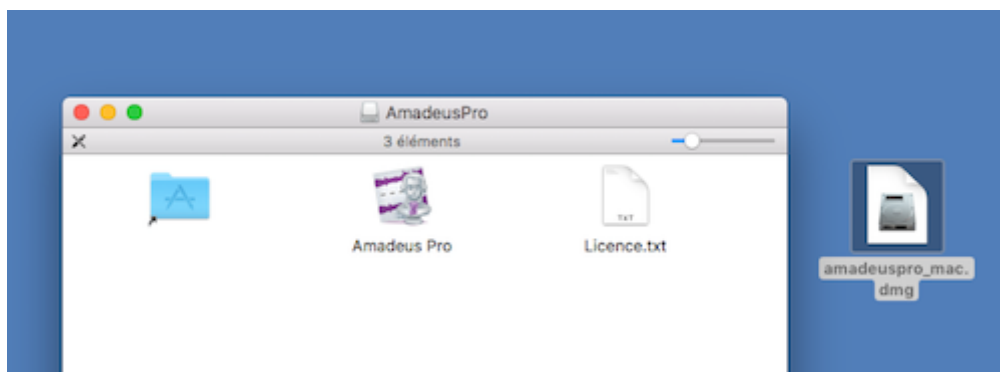 AmadeusPro
3 éléments
Amadeus Pro
TXT
Licence.txt
amadeuspro_mac.
dmg